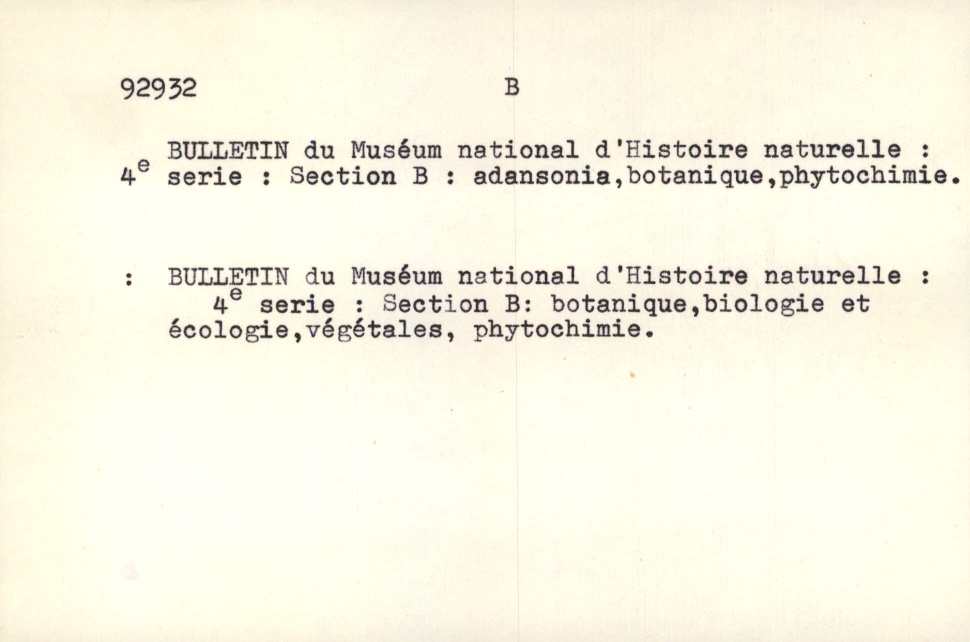 92932 B
BULLETIN du Muséum national d'Histoire naturelle :
4e serie : Section B : adansonia,botanique,phytochimie.
: BULLETIN du Muséum national d'Histoire naturelle :
4e serie : Section B: botanique,biologie et
écologie,végétales, phytochimie.